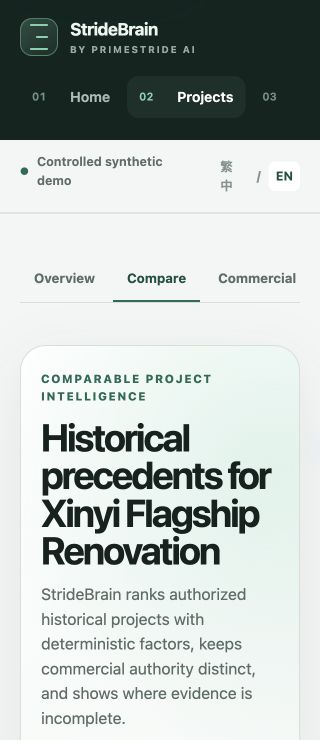 StrideBrain
BY PRIMESTRIDE AI
01 Home 02 Projects 03
Controlled synthetic
demo
繁
中
/ EN
Overview Compare Commercial
COMPARABLE PROJECT
INTELLIGENCE
Historical
precedents for
Xinyi Flagship
Renovation
StrideBrain ranks authorized
historical projects with
deterministic factors, keeps
commercial authority distinct,
and shows where evidence is
incomplete.